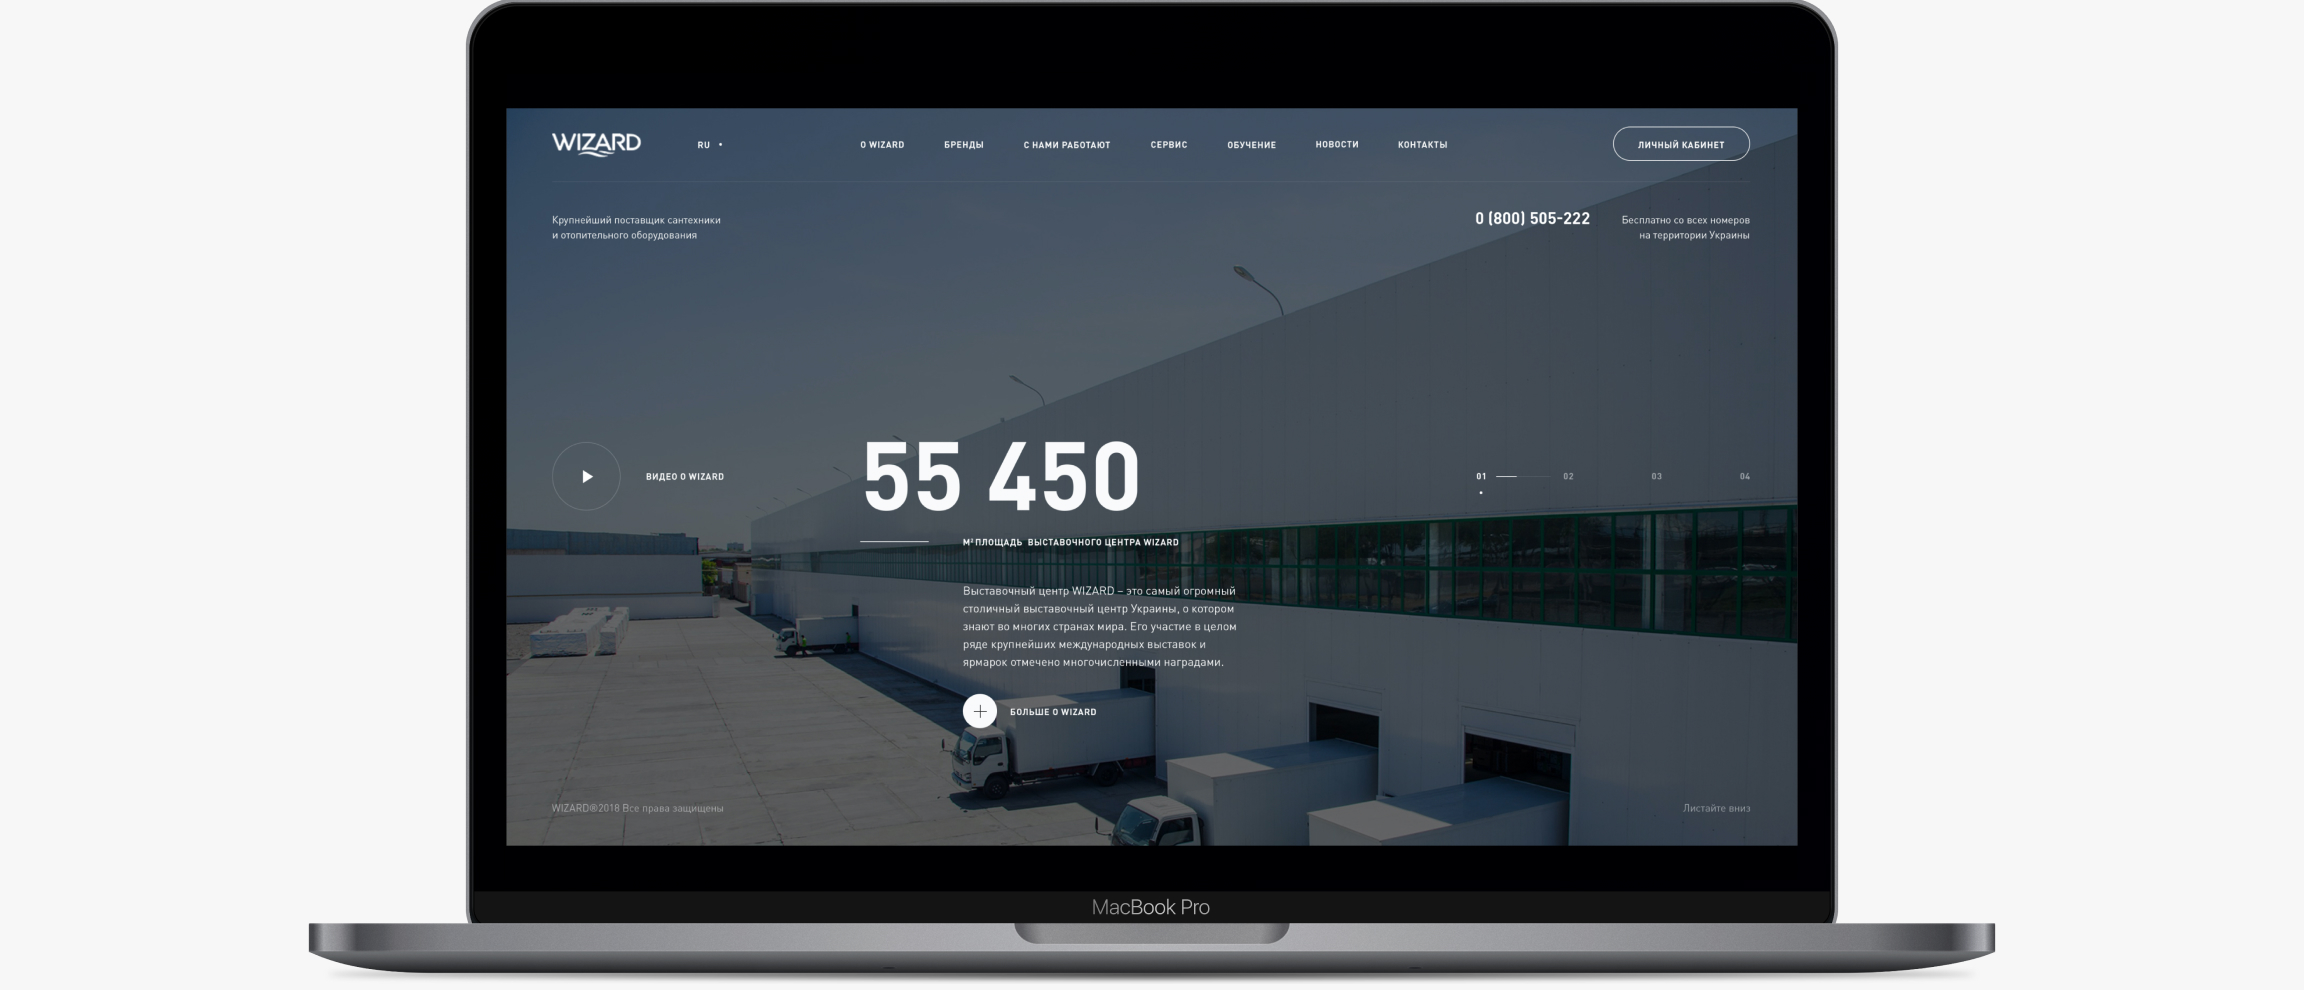 WIZARD
RU
О WIZARD БРЕНДЫ С НАМИ РАБОТАЮТ СЕРВИС ОБУЧЕНИЕ НОВОСТИ КОНТАКТЫ
ЛИЧНЫЙ КАБИНЕТ
Крупнейший поставщик сантехники
и отопительного оборудования
0 (800) 505-222
Бесплатно со всех номеров
на территории Украины
ВИДЕО О WIZARD
55 450
01 02 03 04
М² ПЛОЩАДЬ ВЫСТАВОЧНОГО ЦЕНТРА WIZARD
Выставочный центр WIZARD – это самый огромный
столичный выставочный центр Украины, о котором
знают во многих странах мира. Его участие в целом
ряде крупнейших международных выставок и
ярмарок отмечено многочисленными наградами.
БОЛЬШЕ О WIZARD
WIZARD®2018 Все права защищены
Листайте вниз
MacBook Pro